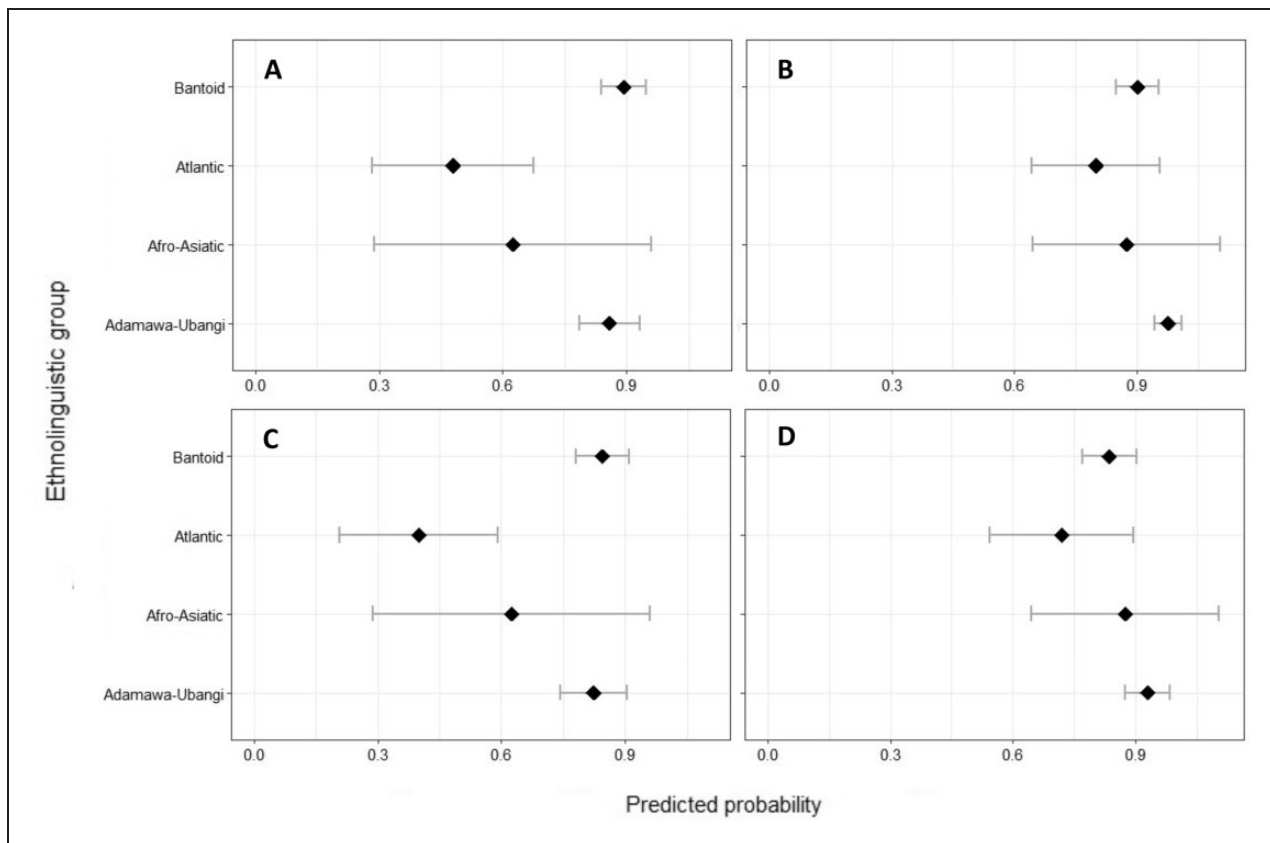 A
B
Bantoid
Atlantic
Afro-Asiatic
Adamawa-Ubangi
0.0 0.3 0.6 0.9
0.0 0.3 0.6 0.9
Ethnolinguistic group
C
D
Bantoid
Atlantic
Afro-Asiatic
Adamawa-Ubangi
0.0 0.3 0.6 0.9
0.0 0.3 0.6 0.9
Predicted probability